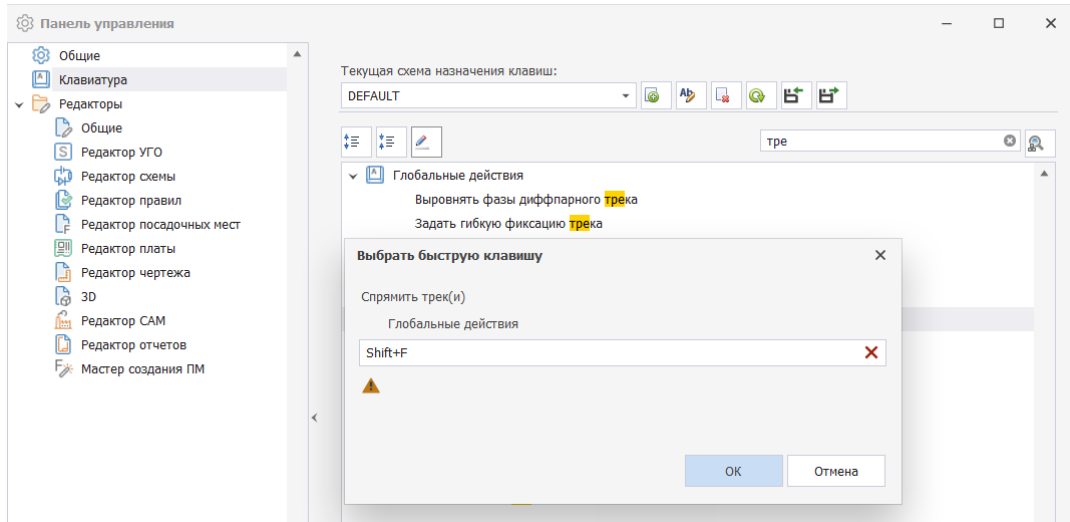 Панель управления
Общие
Клавиатура
Редакторы
Общие
Редактор УГО
Редактор схемы
Редактор правил
Редактор посадочных мест
Редактор платы
Редактор чертежа
3D
Редактор CAM
Редактор отчетов
Мастер создания ПМ
Текущая схема назначения клавиш:
DEFAULT
тре
Глобальные действия
Выровнять фазы диффпарного трека
Задать гибкую фиксацию трека
Выбрать быструю клавишу
Спрямить трек(и)
Глобальные действия
Shift+F
ОК
Отмена